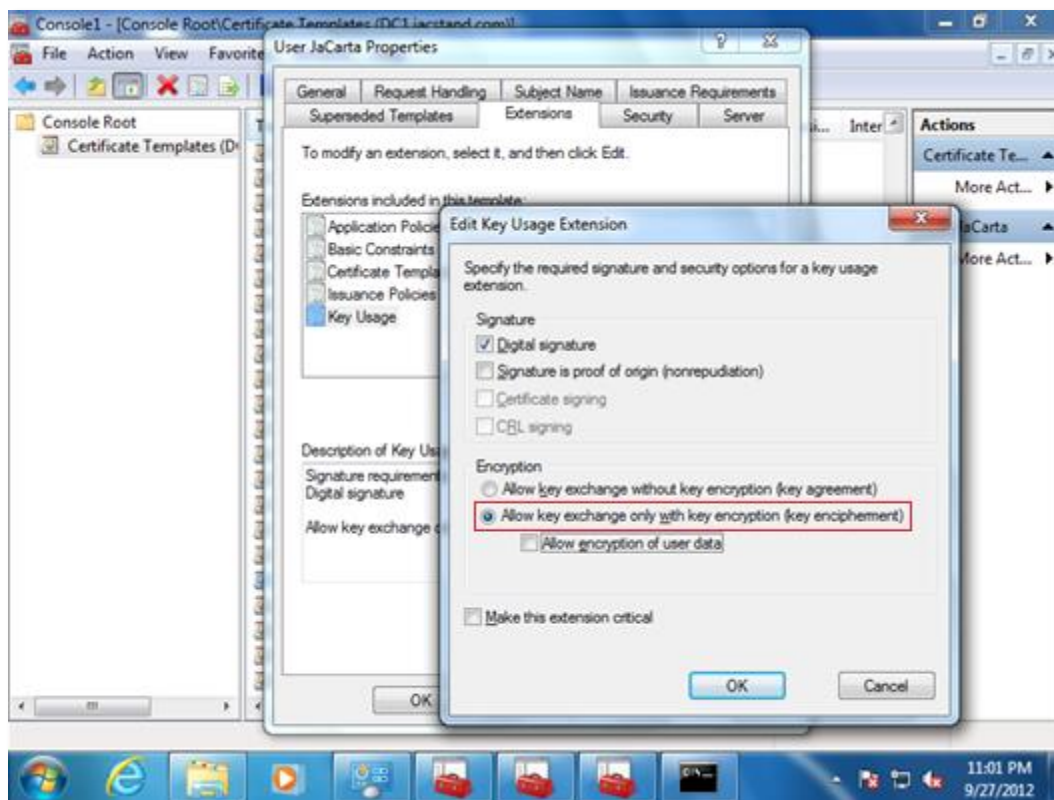 Console1 - [Console Root\Certificate Templates (DC1.jacstand.com)]
File Action View Favorite
User JaCarta Properties
General Request Handling Subject Name Issuance Requirements
Superseded Templates Extensions Security Server
Console Root
Certificate Templates (D
Inter
Actions
Certificate Te...
More Act...
JaCarta
More Act...
To modify an extension, select it, and then click Edit.
Extensions included in this template:
Application Policie
Basic Constraints
Certificate Templa
Issuance Policies
Key Usage
Description of Key Us
Signature requirement
Digital signature
Allow key exchange o
OK
Edit Key Usage Extension
Specify the required signature and security options for a key usage
extension.
Signature
Digital signature
Signature is proof of origin (nonrepudiation)
Certificate signing
CRL signing
Encryption
Allow key exchange without key encryption (key agreement)
Allow key exchange only with key encryption (key encipherment)
Allow encryption of user data
Make this extension critical
OK Cancel
11:01 PM
9/27/2012